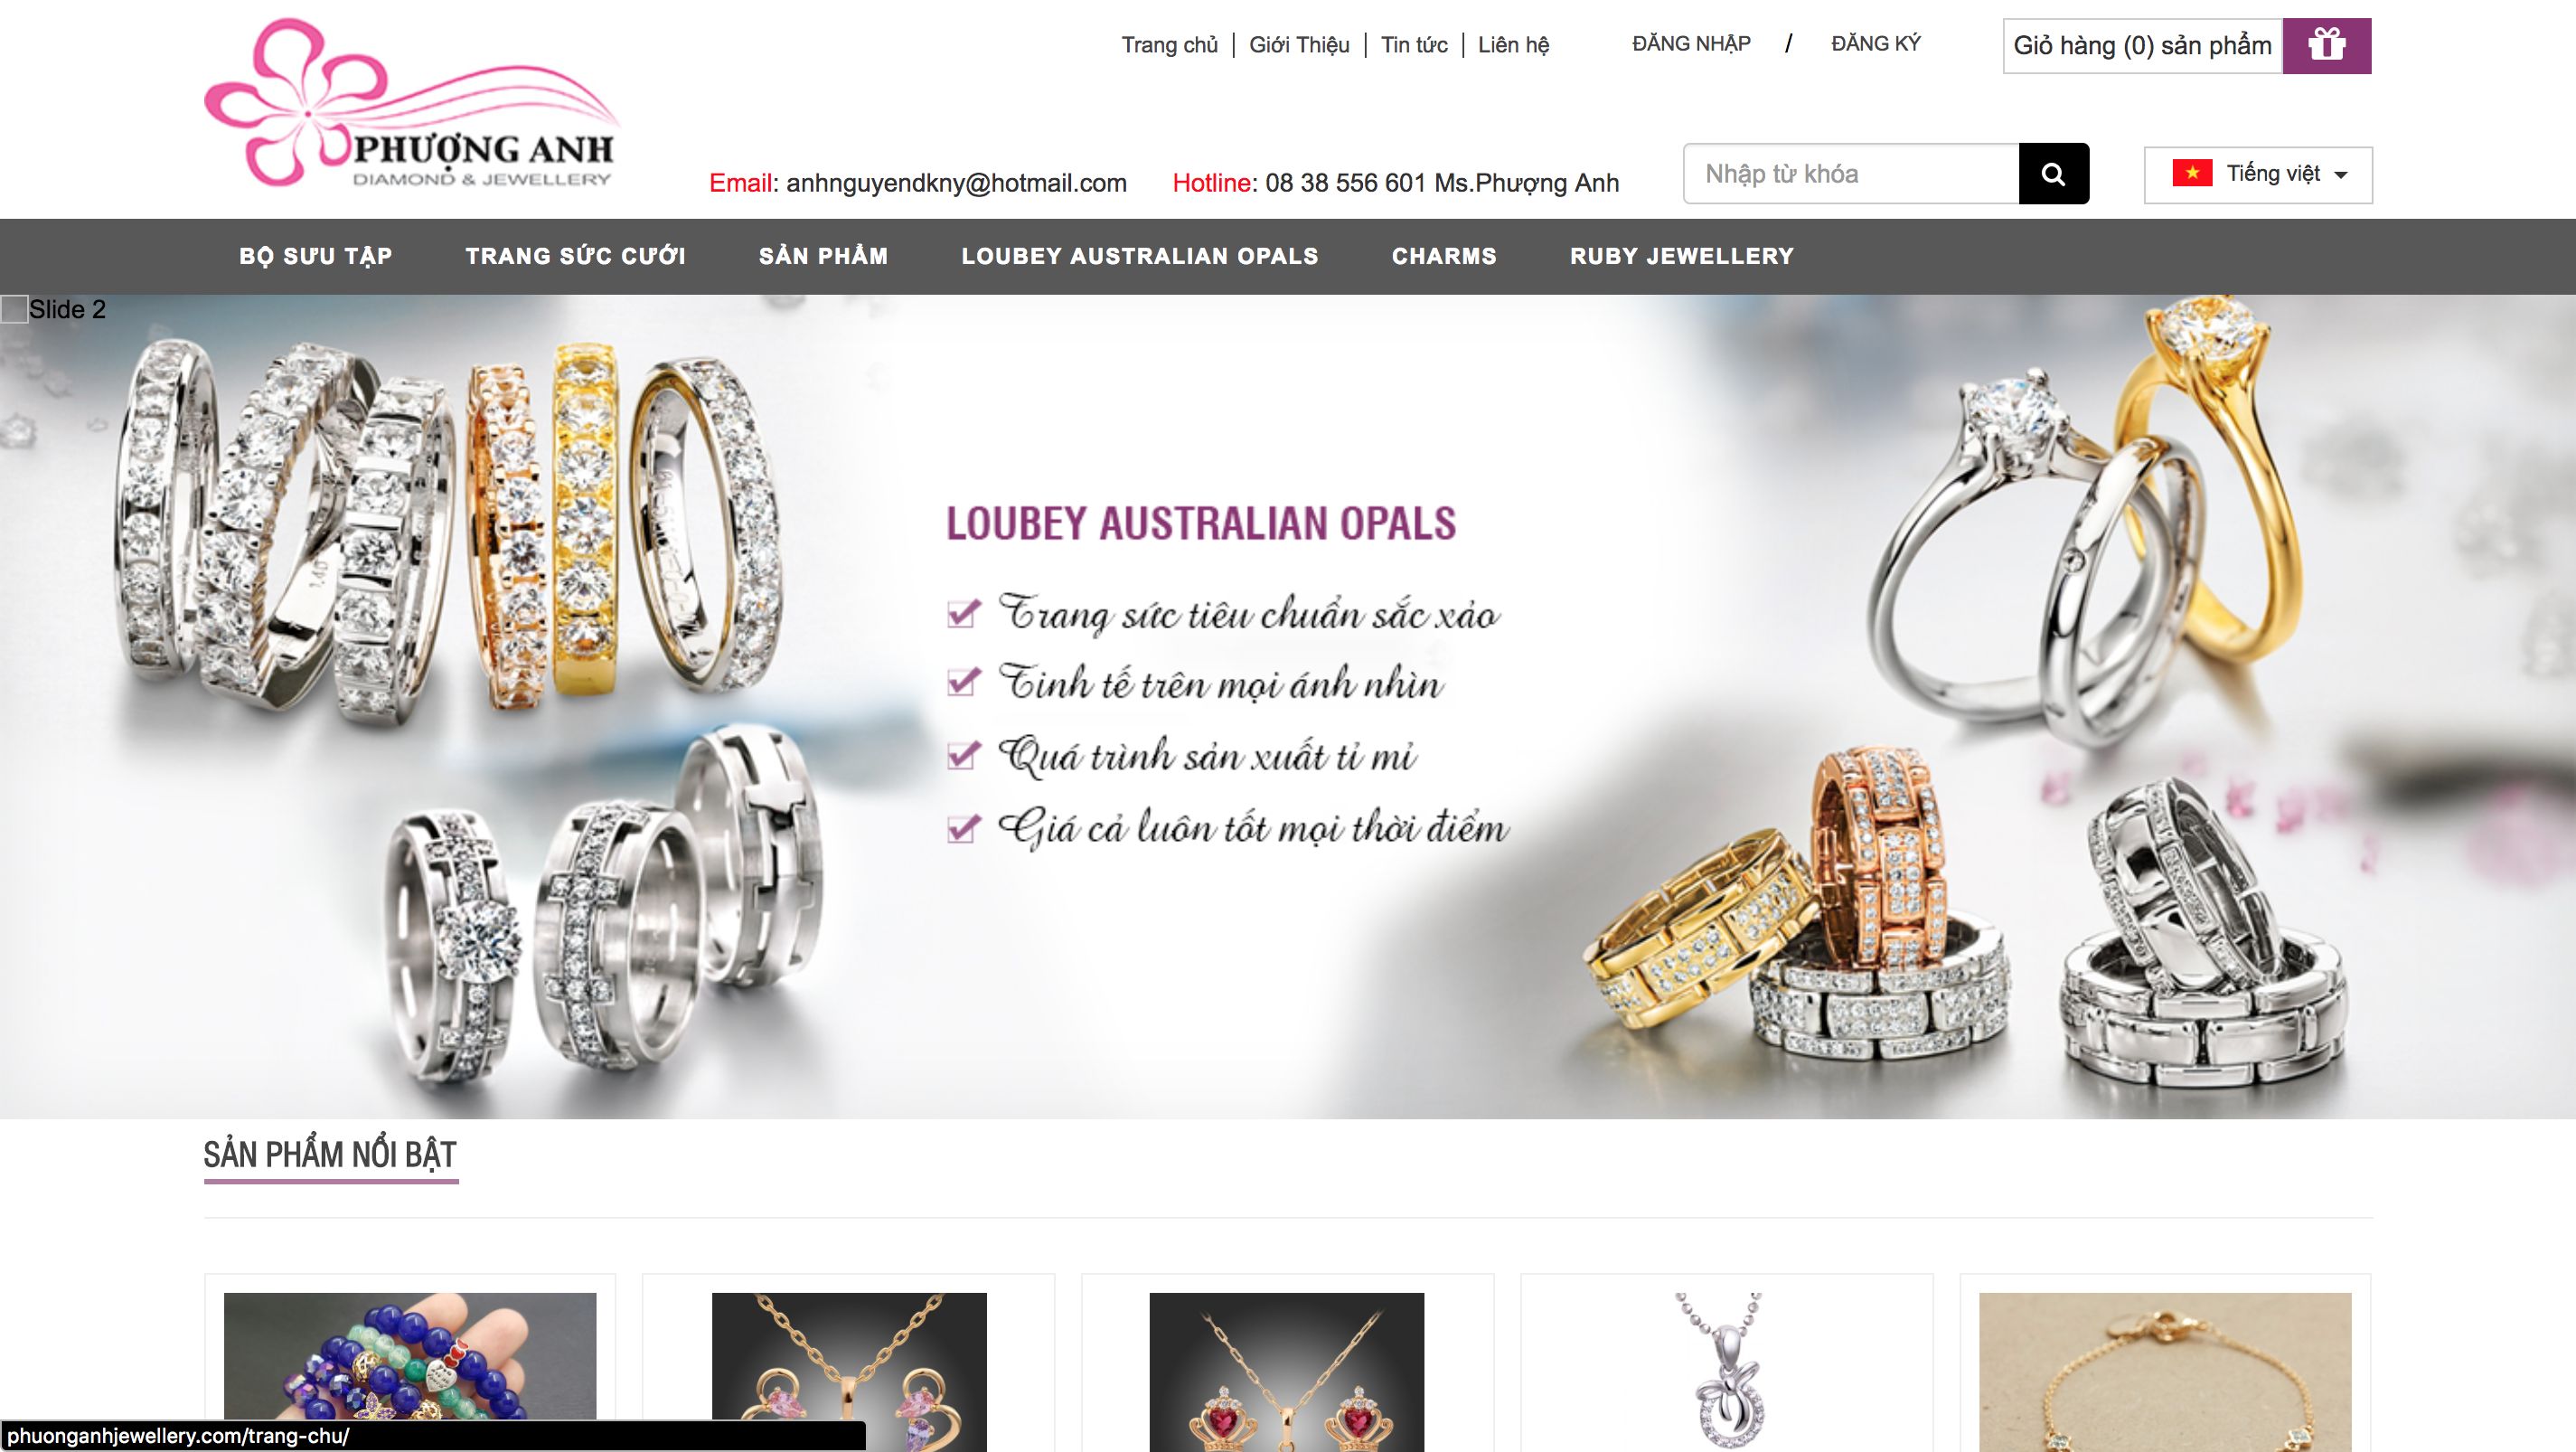 Trang chủ | Giới Thiệu | Tin tức | Liên hệ
ĐĂNG NHẬP / ĐĂNG KÝ
Giỏ hàng (0) sản phẩm
PHƯỢNG ANH
DIAMOND & JEWELLERY
Email: anhnguyendkny@hotmail.com
Hotline: 08 38 556 601 Ms.Phượng Anh
Nhập từ khóa
Tiếng việt
BỘ SƯU TẬP
TRANG SỨC CƯỚI
SẢN PHẨM
LOUBEY AUSTRALIAN OPALS
CHARMS
RUBY JEWELLERY
Slide 2
LOUBEY AUSTRALIAN OPALS
Trang sức tiêu chuẩn sắc xảo
Tinh tế trên mọi ánh nhìn
Quá trình sản xuất tỉ mỉ
Giá cả luôn tốt mọi thời điểm
SẢN PHẨM NỔI BẬT
phuonganhjewellery.com/trang-chu/